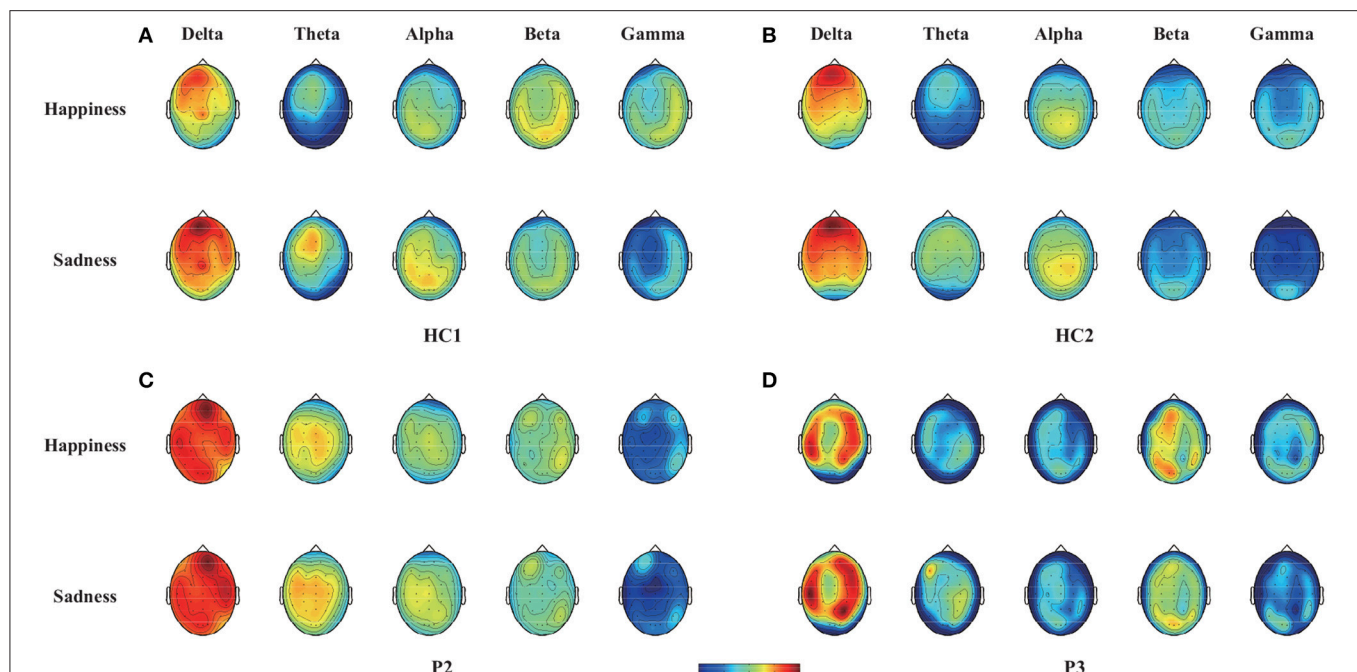 A Delta Theta Alpha Beta Gamma B Delta Theta Alpha Beta Gamma
Happiness
Sadness
HC1 HC2
C D
Happiness
Sadness
P2 P3